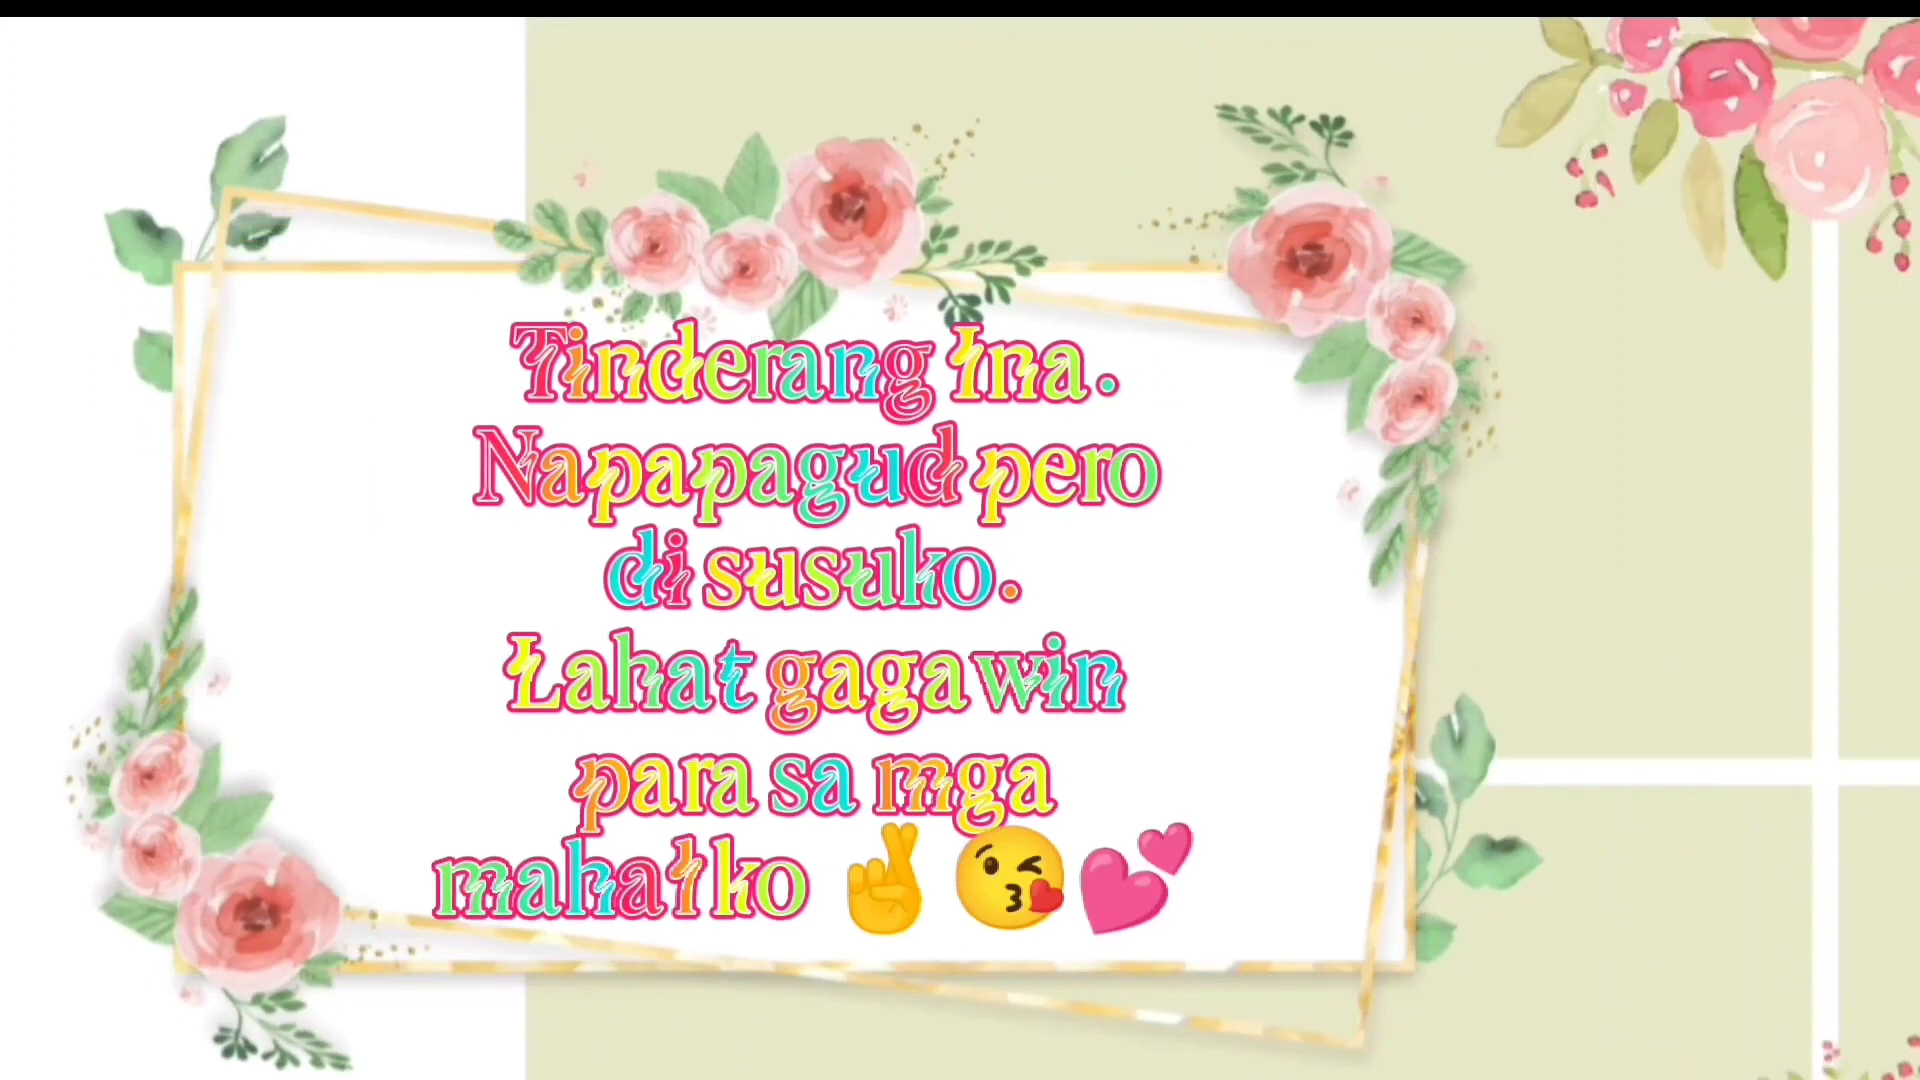 Tinderang Ina.
Napapagud pero
di susuko.
Lahat gagawin
para sa mga
mahal ko 🤞😘💕